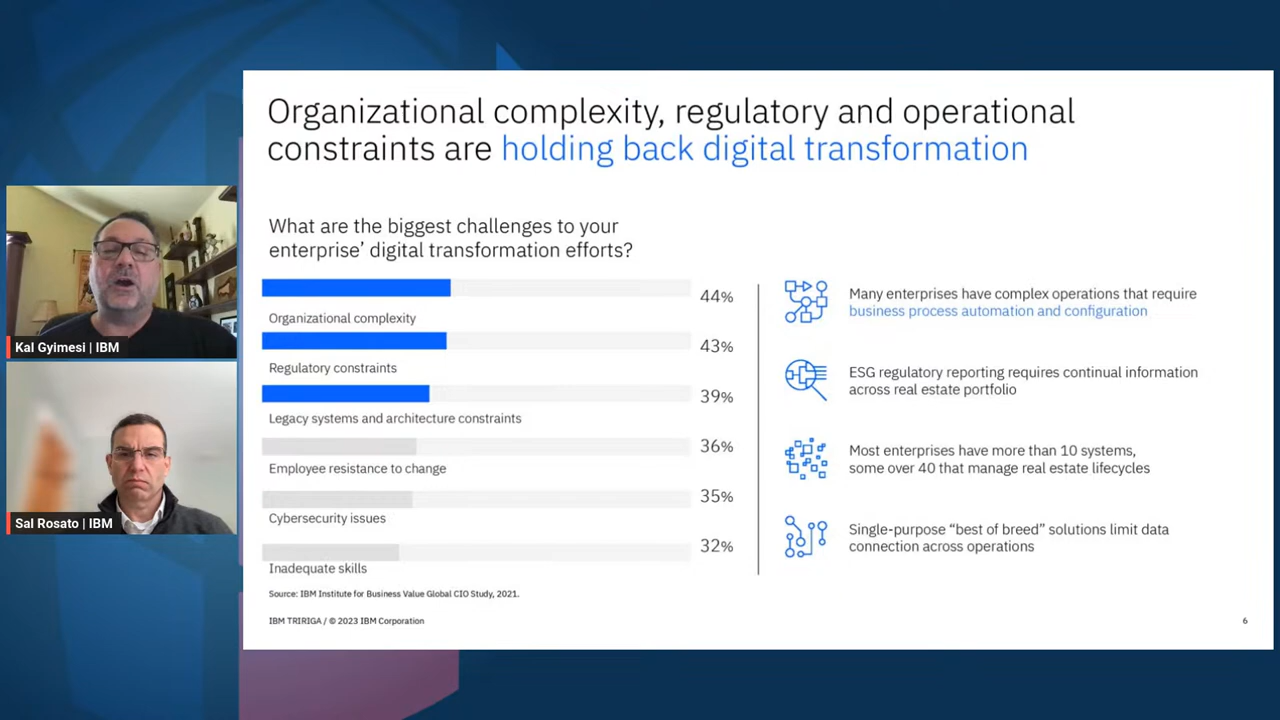 Organizational complexity, regulatory and operational
constraints are holding back digital transformation
What are the biggest challenges to your
enterprise’ digital transformation efforts?
44%
Organizational complexity
43%
Regulatory constraints
39%
Legacy systems and architecture constraints
36%
Employee resistance to change
35%
Cybersecurity issues
32%
Inadequate skills
Source: IBM Institute for Business Value Global CIO Study, 2021.
IBM TRIRIGA / © 2023 IBM Corporation
Many enterprises have complex operations that require
business process automation and configuration
ESG regulatory reporting requires continual information
across real estate portfolio
Most enterprises have more than 10 systems,
some over 40 that manage real estate lifecycles
Single-purpose “best of breed” solutions limit data
connection across operations
6
Kal Gyimesi | IBM
Sal Rosato | IBM